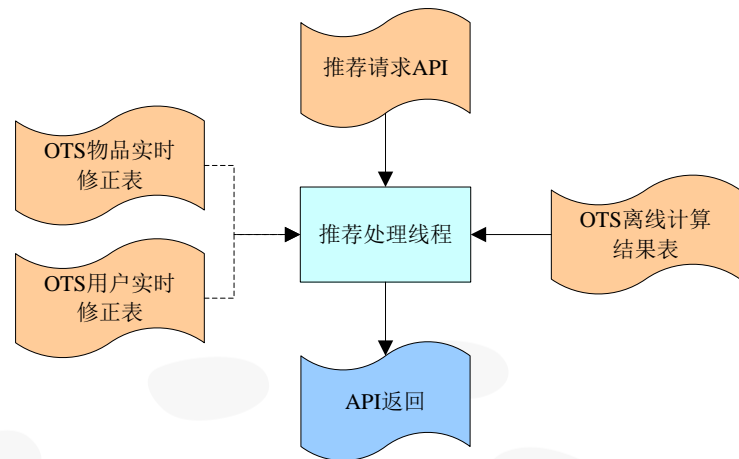 推荐请求API
OTS物品实时
修正表
推荐处理线程
OTS离线计算
结果表
OTS用户实时
修正表
API返回